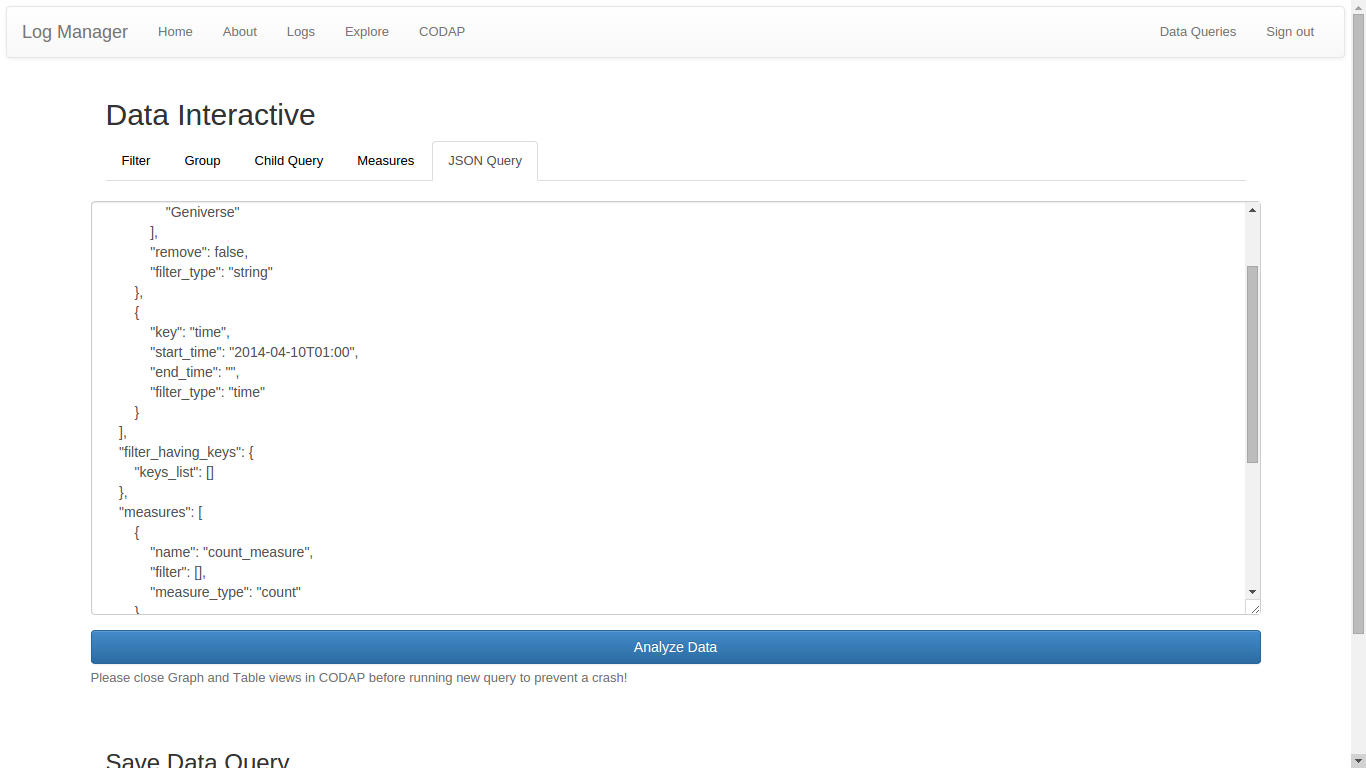 Log Manager Home About Logs Explore CODAP Data Queries Sign out
Data Interactive
Filter Group Child Query Measures JSON Query
"Geniverse"
],
"remove": false,
"filter_type": "string"
},
{
"key": "time",
"start_time": "2014-04-10T01:00",
"end_time": "",
"filter_type": "time"
}
],
"filter_having_keys": {
"keys_list": []
},
"measures": [
{
"name": "count_measure",
"filter": [],
"measure_type": "count"
}
Analyze Data
Please close Graph and Table views in CODAP before running new query to prevent a crash!
Save Data Query